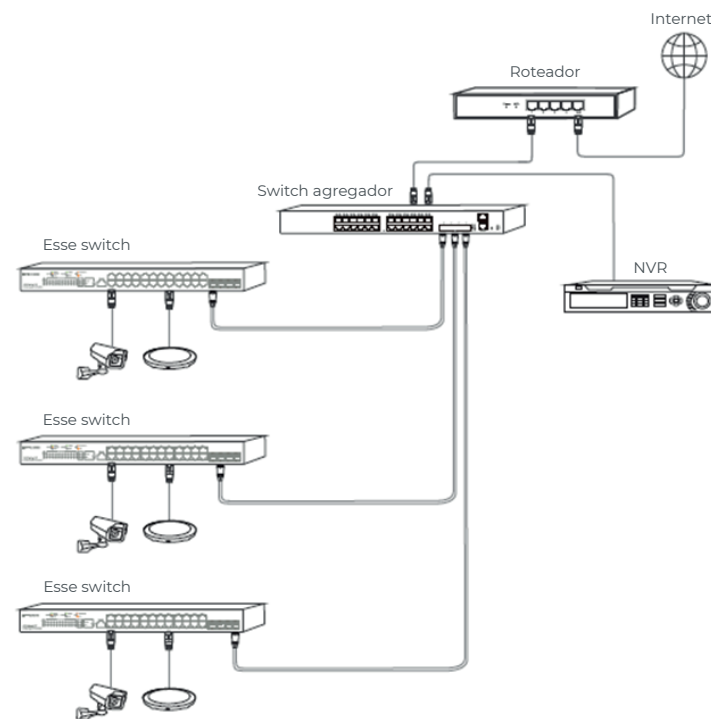 Internet
Roteador
Switch agregador
Esse switch
NVR
Esse switch
Esse switch